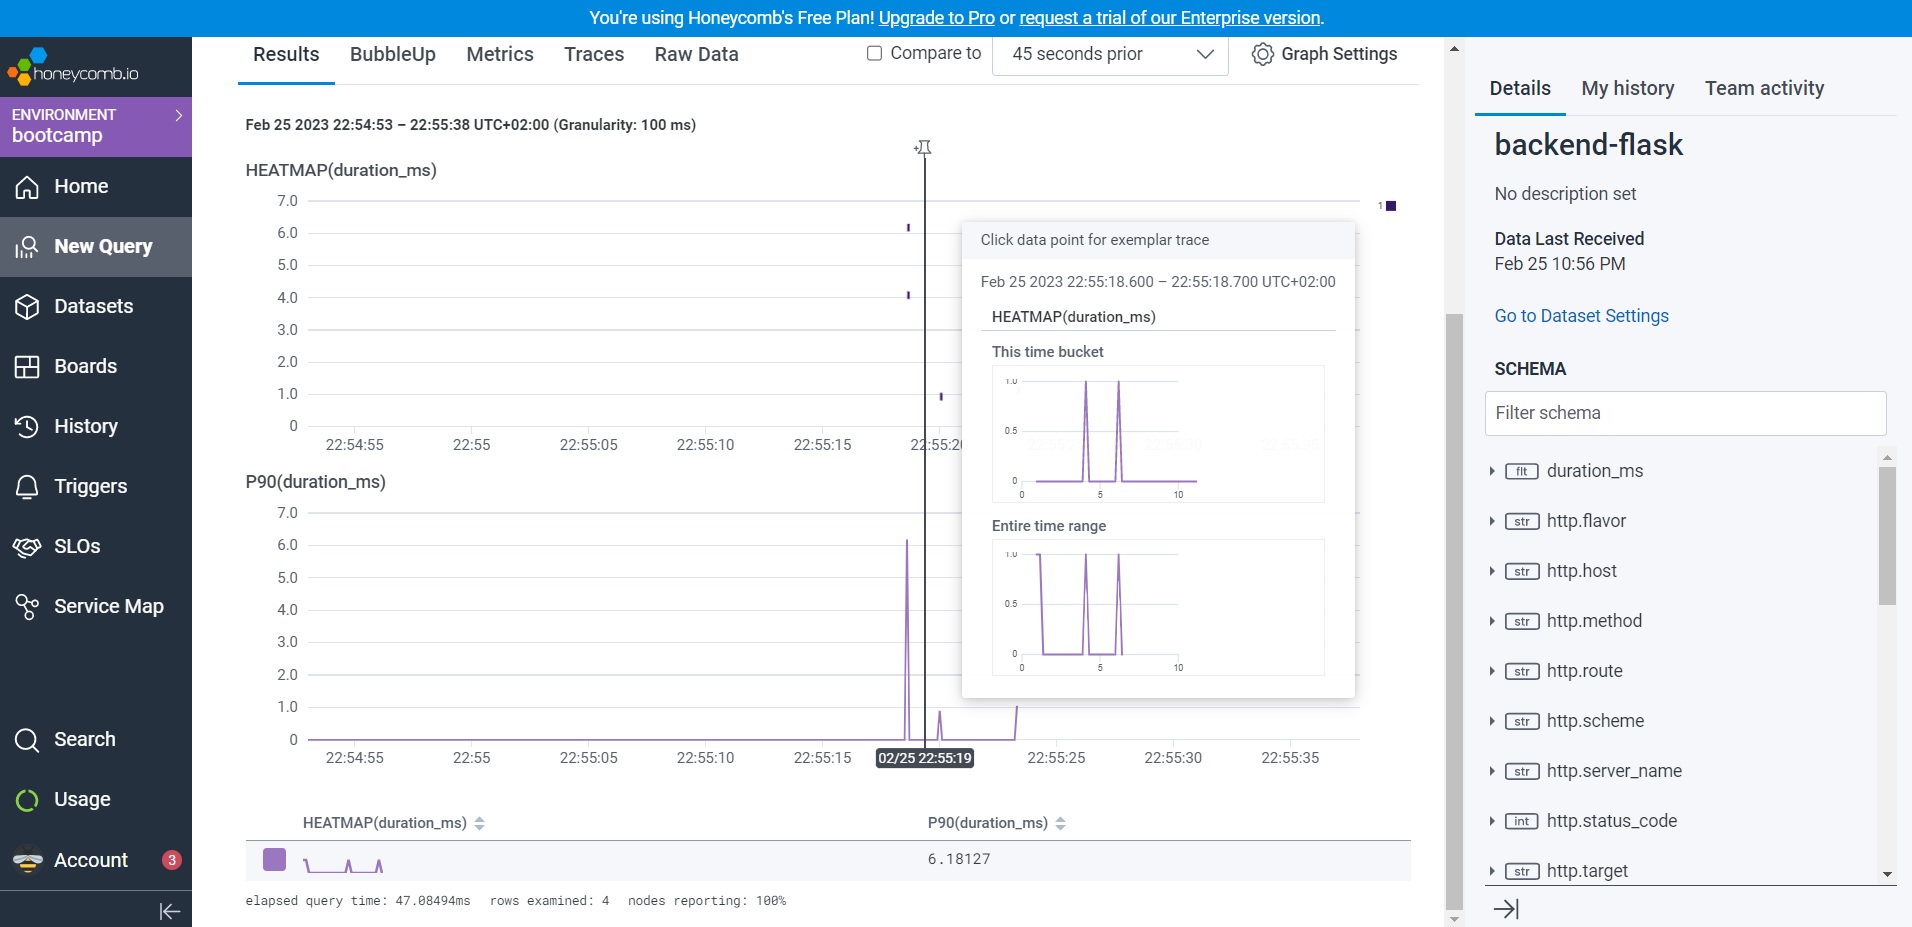 You're using Honeycomb's Free Plan! Upgrade to Pro or request a trial of our Enterprise version.
honeycomb.io
ENVIRONMENT
bootcamp
Home
New Query
Datasets
Boards
History
Triggers
SLOs
Service Map
Search
Usage
Account 3
Results BubbleUp Metrics Traces Raw Data
Compare to 45 seconds prior Graph Settings
Feb 25 2023 22:54:53 – 22:55:38 UTC+02:00 (Granularity: 100 ms)
HEATMAP(duration_ms)
7.0
6.0
5.0
4.0
3.0
2.0
1.0
0
22:54:55 22:55 22:55:05 22:55:10 22:55:15 22:55:20
1
P90(duration_ms)
7.0
6.0
5.0
4.0
3.0
2.0
1.0
0
22:54:55 22:55 22:55:05 22:55:10 22:55:15 02/25 22:55:19 22:55:25 22:55:30 22:55:35
Click data point for exemplar trace
Feb 25 2023 22:55:18.600 – 22:55:18.700 UTC+02:00
HEATMAP(duration_ms)
This time bucket
1.0
0.5
0
0 5 10
Entire time range
1.0
0.5
0
0 5 10
HEATMAP(duration_ms) P90(duration_ms)
6.18127
elapsed query time: 47.08494ms rows examined: 4 nodes reporting: 100%
Details My history Team activity
backend-flask
No description set
Data Last Received
Feb 25 10:56 PM
Go to Dataset Settings
SCHEMA
Filter schema
flt duration_ms
str http.flavor
str http.host
str http.method
str http.route
str http.scheme
str http.server_name
int http.status_code
str http.target